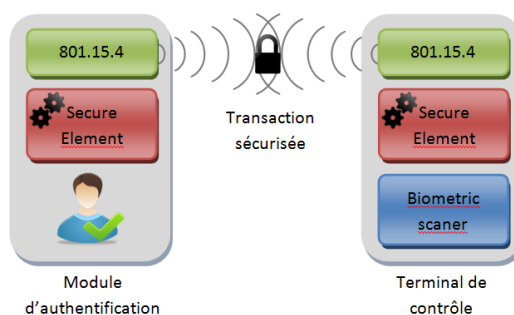 801.15.4
Secure
Element
Module
d'authentification
Transaction
sécurisée
801.15.4
Secure
Element
Biometric
scaner
Terminal de
contrôle